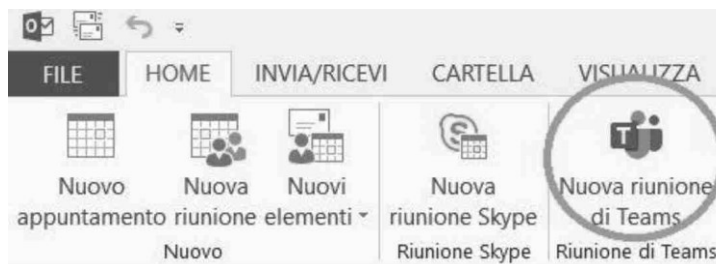 FILE HOME INVIA/RICEVI CARTELLA VISUALIZZA
Nuovo Nuova Nuovi Nuova Nuova riunione
appuntamento riunione elementi riunione Skype di Teams
Nuovo Riunione Skype Riunione di Teams